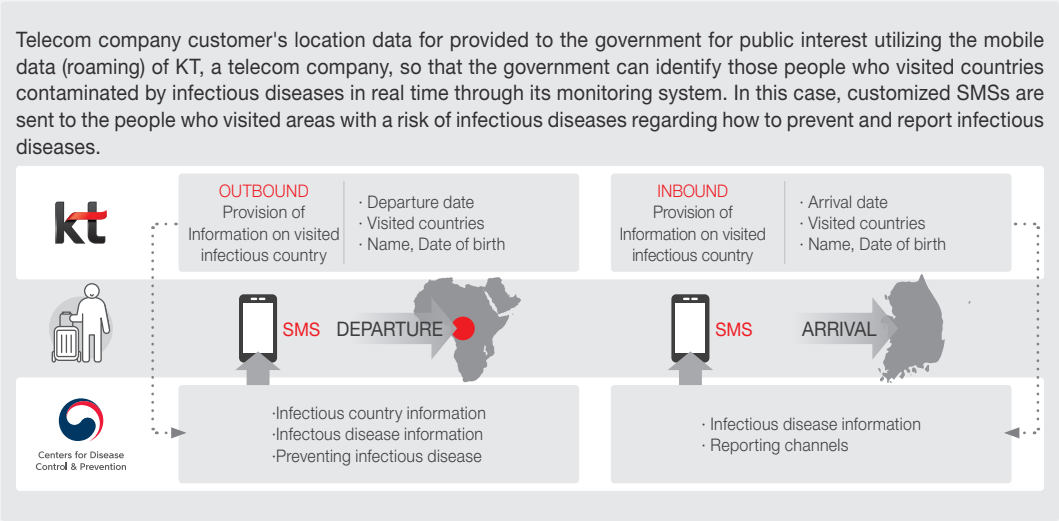 Telecom company customer's location data for provided to the government for public interest utilizing the mobile
data (roaming) of KT, a telecom company, so that the government can identify those people who visited countries
contaminated by infectious diseases in real time through its monitoring system. In this case, customized SMSs are
sent to the people who visited areas with a risk of infectious diseases regarding how to prevent and report infectious
diseases.
kt
OUTBOUND
Provision of
Information on visited
infectious country
· Departure date
· Visited countries
· Name, Date of birth
INBOUND
Provision of
Information on visited
infectious country
· Arrival date
· Visited countries
· Name, Date of birth
SMS
DEPARTURE
SMS
ARRIVAL
Centers for Disease
Control & Prevention
·Infectious country information
·Infectous disease information
·Preventing infectious disease
· Infectious disease information
· Reporting channels